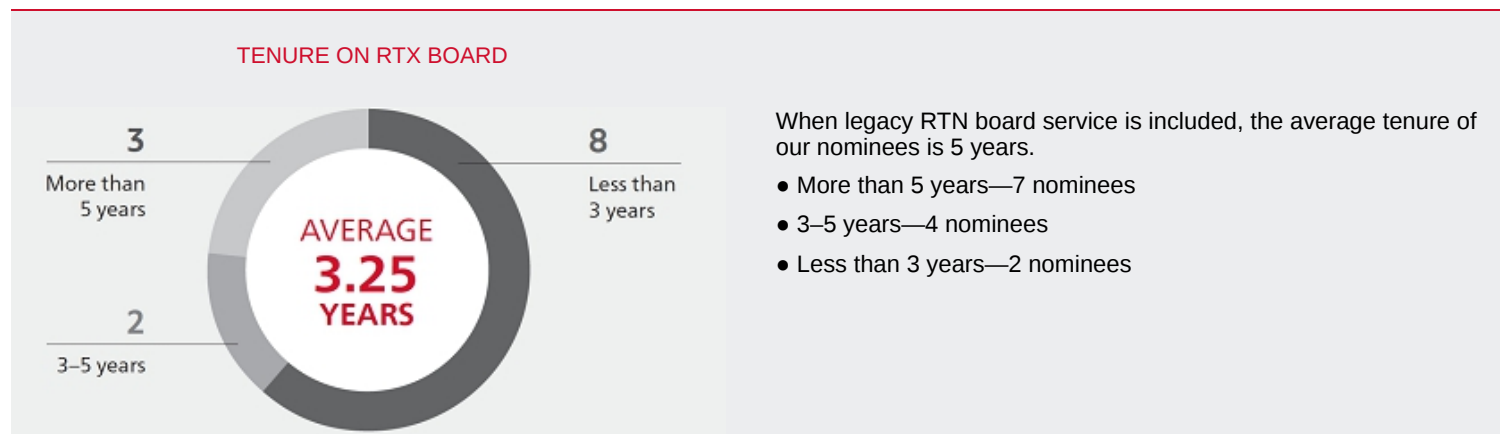 TENURE ON RTX BOARD
3
More than
5 years
8
Less than
3 years
AVERAGE
3.25
YEARS
2
3–5 years
When legacy RTN board service is included, the average tenure of
our nominees is 5 years.
● More than 5 years—7 nominees
● 3–5 years—4 nominees
● Less than 3 years—2 nominees